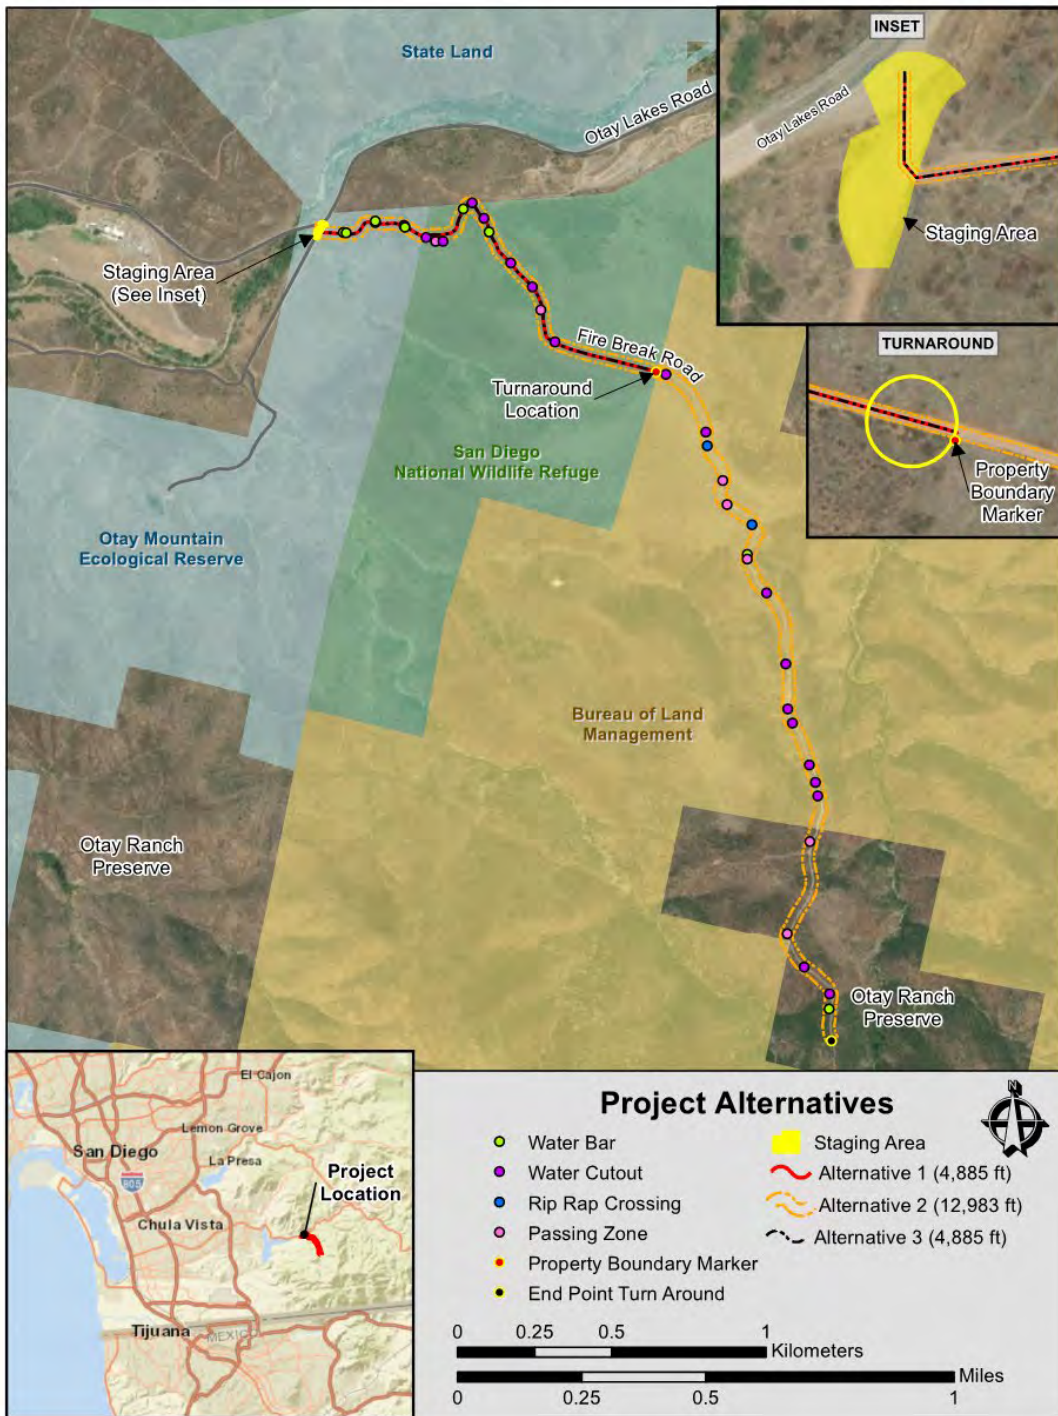 State Land
Otay Lakes Road
INSET
Otay Lakes Road
Staging Area
Staging Area
(See Inset)
Fire Break Road
TURNAROUND
Turnaround
Location
Property
Boundary
Marker
San Diego
National Wildlife Refuge
Otay Mountain
Ecological Reserve
Bureau of Land
Management
Otay Ranch
Preserve
Otay Ranch
Preserve
El Cajon
Lemon Grove
San Diego
La Presa
805
Project
Location
Chula Vista
Tijuana
MEXICO
Project Alternatives
N
Water Bar
Water Cutout
Rip Rap Crossing
Passing Zone
Property Boundary Marker
End Point Turn Around
Staging Area
Alternative 1 (4,885 ft)
Alternative 2 (12,983 ft)
Alternative 3 (4,885 ft)
0 0.25 0.5 1
Kilometers
Miles
0 0.25 0.5 1